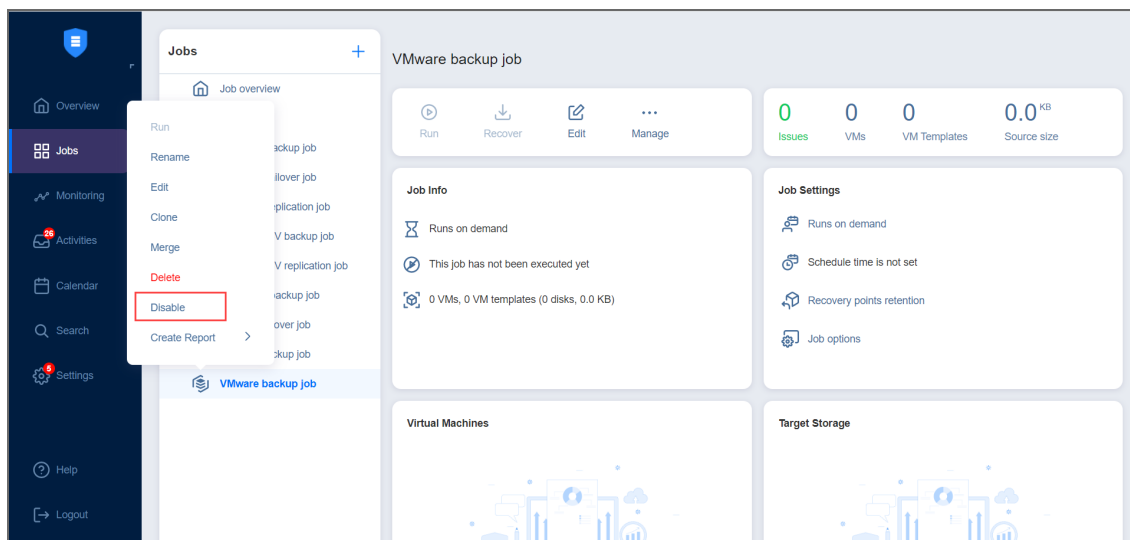 Overview
Jobs
Monitoring
26
Activities
Calendar
Search
5
Settings
Help
Logout
Jobs
Job overview
ackup job
ilover job
eplication job
V backup job
V replication job
ackup job
over job
ckup job
VMware backup job
Run
Rename
Edit
Clone
Merge
Delete
Disable
Create Report
VMware backup job
Run
Recover
Edit
Manage
0
Issues
0
VMs
0
VM Templates
0.0 KB
Source size
Job Info
Runs on demand
This job has not been executed yet
0 VMs, 0 VM templates (0 disks, 0.0 KB)
Job Settings
Runs on demand
Schedule time is not set
Recovery points retention
Job options
Virtual Machines
Target Storage